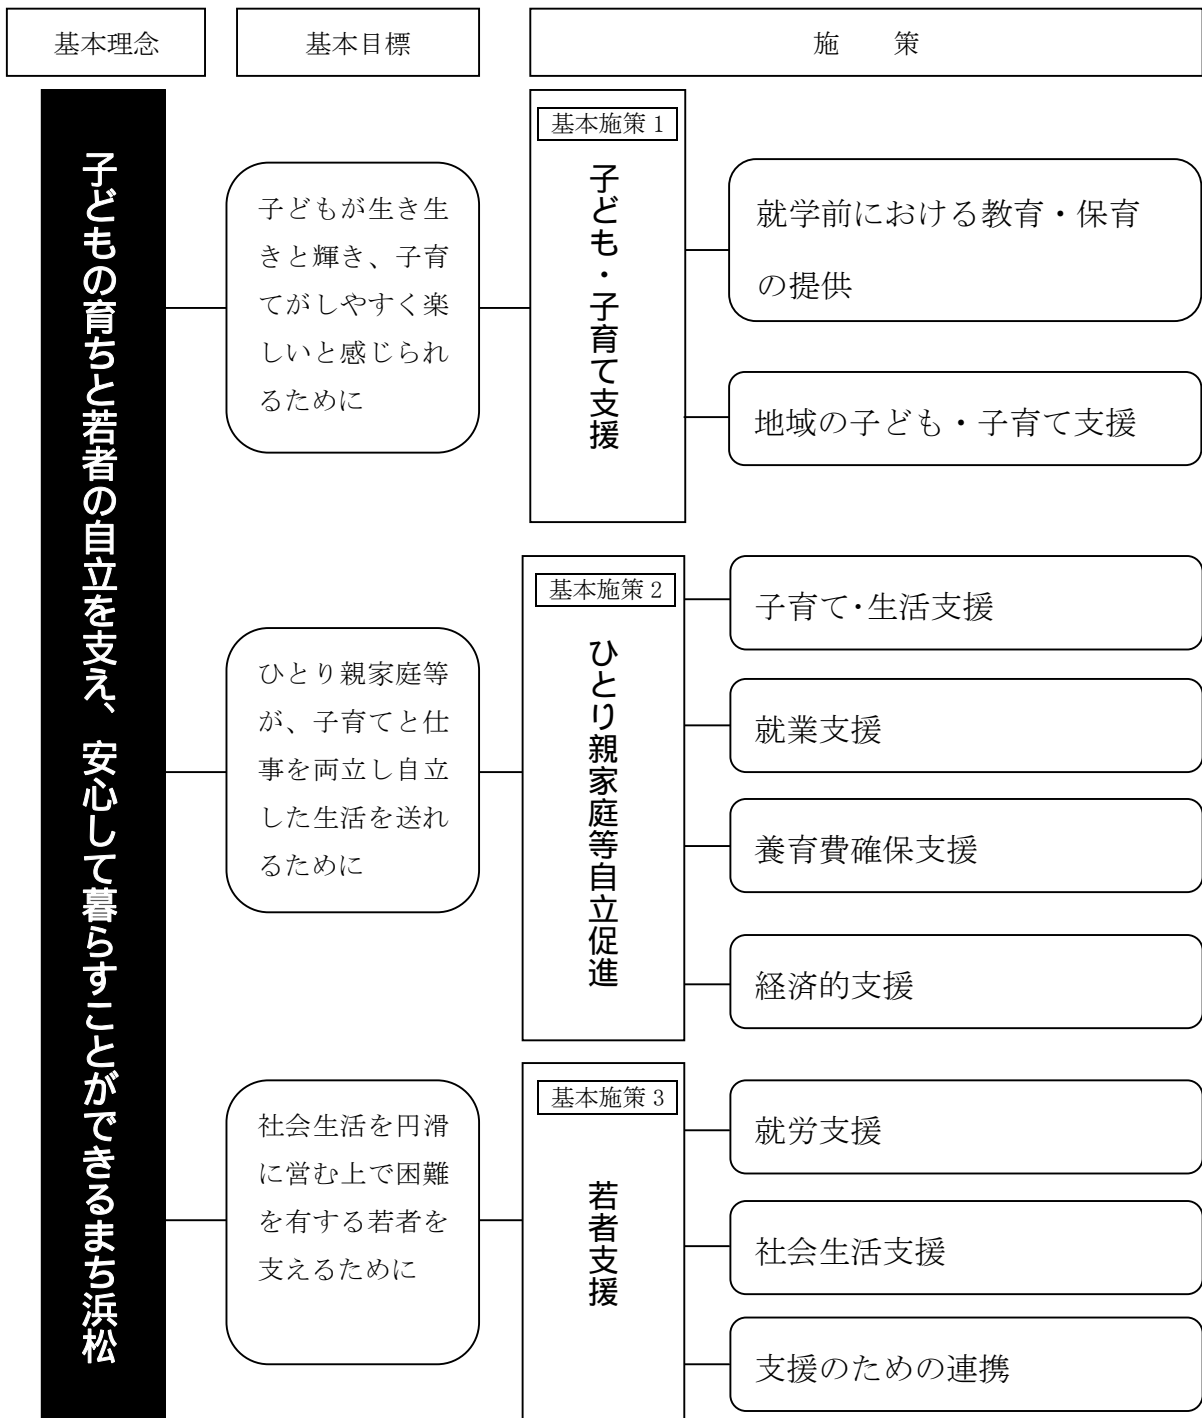 基本理念
基本目標
施　　策
子どもの育ちと若者の自立を支え、安心して暮らすことができるまち浜松
子どもが生き生
きと輝き、子育
てがしやすく楽
しいと感じられ
るために
基本施策 1
子ども・子育て支援
就学前における教育・保育
の提供
地域の子ども・子育て支援
ひとり親家庭等
が、子育てと仕
事を両立し自立
した生活を送れ
るために
基本施策 2
ひとり親家庭等自立促進
子育て・生活支援
就業支援
養育費確保支援
経済的支援
社会生活を円滑
に営む上で困難
を有する若者を
支えるために
基本施策 3
若者支援
就労支援
社会生活支援
支援のための連携